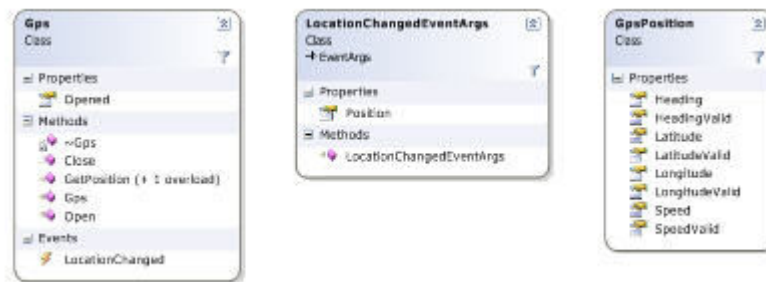 Gps
Class
Properties
Opened
Methods
~Gps
Close
GetPosition (+ 1 overload)
Gps
Open
Events
LocationChanged
LocationChangedEventArgs
Class
EventArgs
Properties
Position
Methods
LocationChangedEventArgs
GpsPosition
Class
Properties
Heading
HeadingValid
Latitude
LatitudeValid
Longitude
LongitudeValid
Speed
SpeedValid